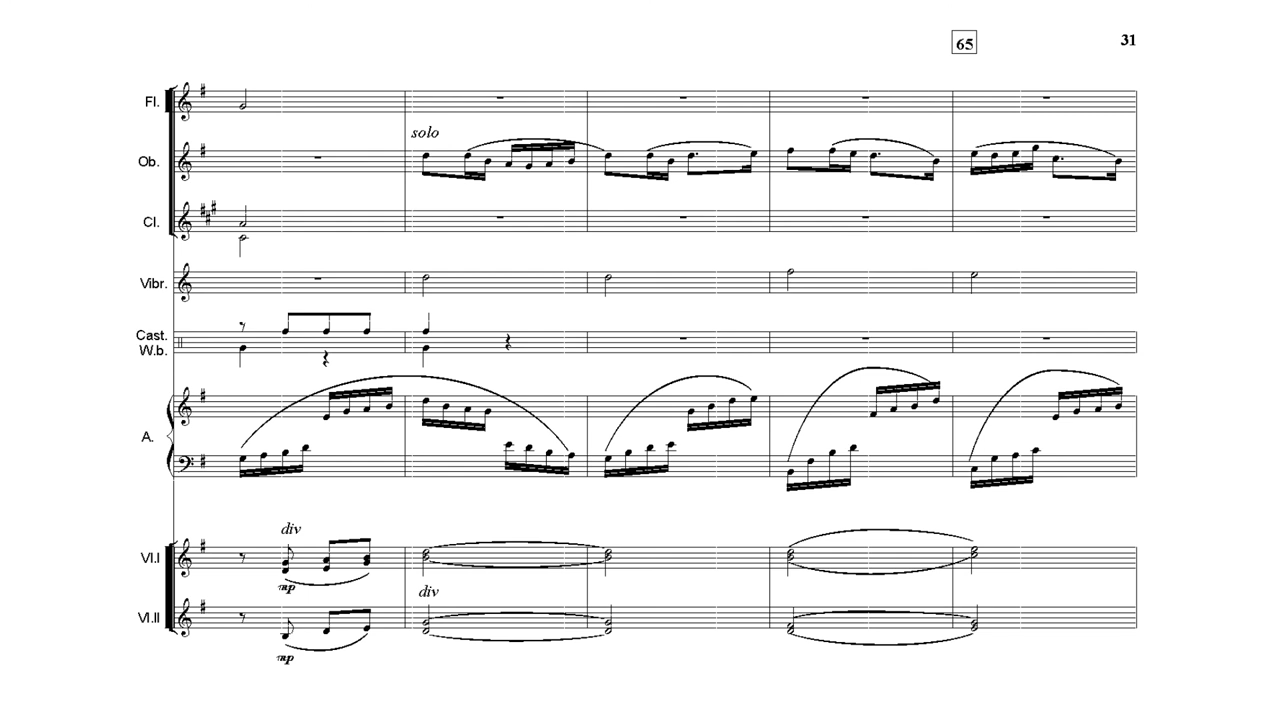 65 31
Fl.
solo
Ob.
Cl.
Vibr.
Cast.
W.b.
A.
div
Vl.I
mp
div
Vl.II
mp